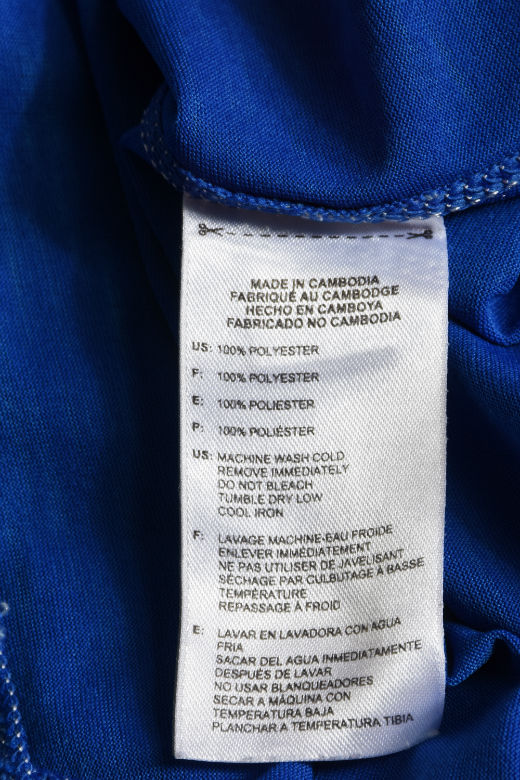 MADE IN CAMBODIA
FABRIQUÉ AU CAMBODGE
HECHO EN CAMBOYA
FABRICADO NO CAMBODIA
US: 100% POLYESTER
F: 100% POLYESTER
E: 100% POLIESTER
P: 100% POLIÉSTER
US: MACHINE WASH COLD
REMOVE IMMEDIATELY
DO NOT BLEACH
TUMBLE DRY LOW
COOL IRON
F: LAVAGE MACHINE-EAU FROIDE
ENLEVER IMMÉDIATEMENT
NE PAS UTILISER DE JAVELISANT
SÉCHAGE PAR CULBUTAGE À BASSE
TEMPÉRATURE
REPASSAGE À FROID
E: LAVAR EN LAVADORA CON AGUA
FRIA
SACAR DEL AGUA INMEDIATAMENTE
DESPUÉS DE LAVAR
NO USAR BLANQUEADORES
SECAR A MÁQUINA CON
TEMPERATURA BAJA
PLANCHAR A TEMPERATURA TIBIA